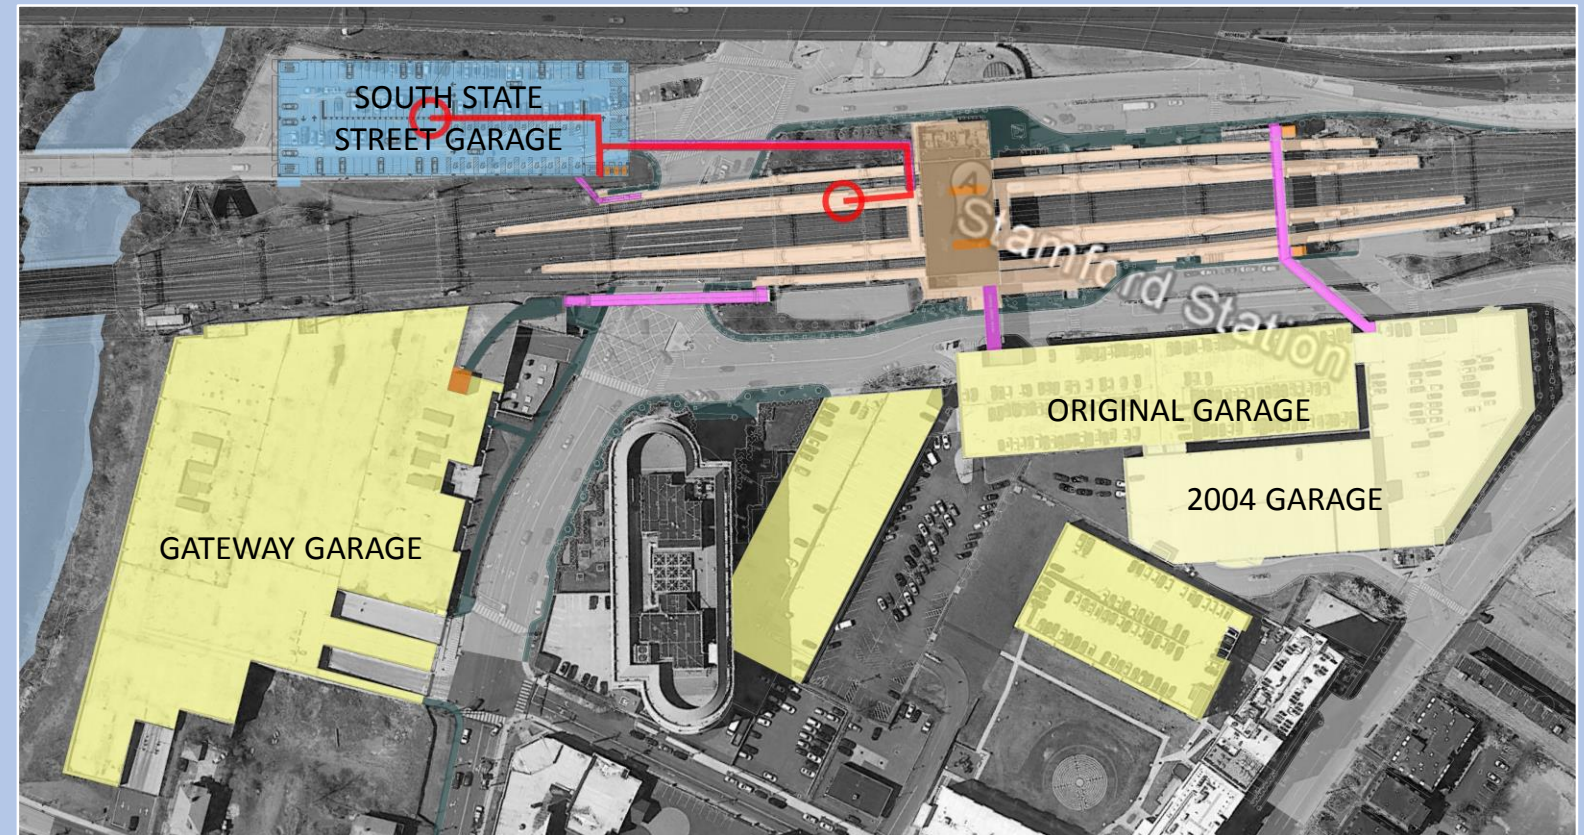 SOUTH STATE
STREET GARAGE
Stamford Station
ORIGINAL GARAGE
2004 GARAGE
GATEWAY GARAGE